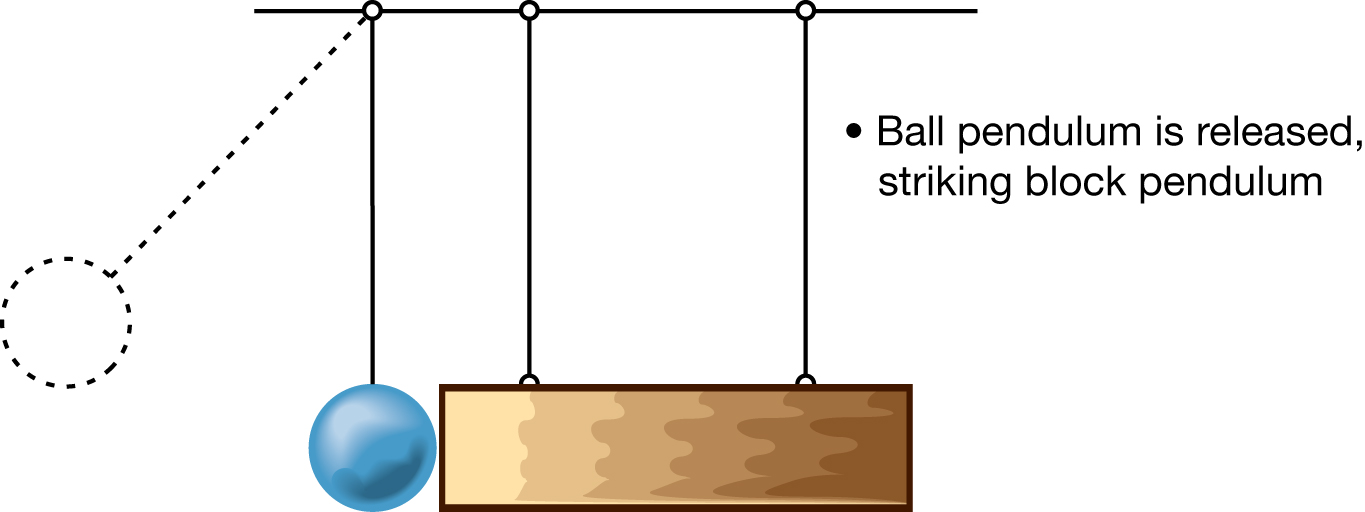 • Ball pendulum is released,
striking block pendulum